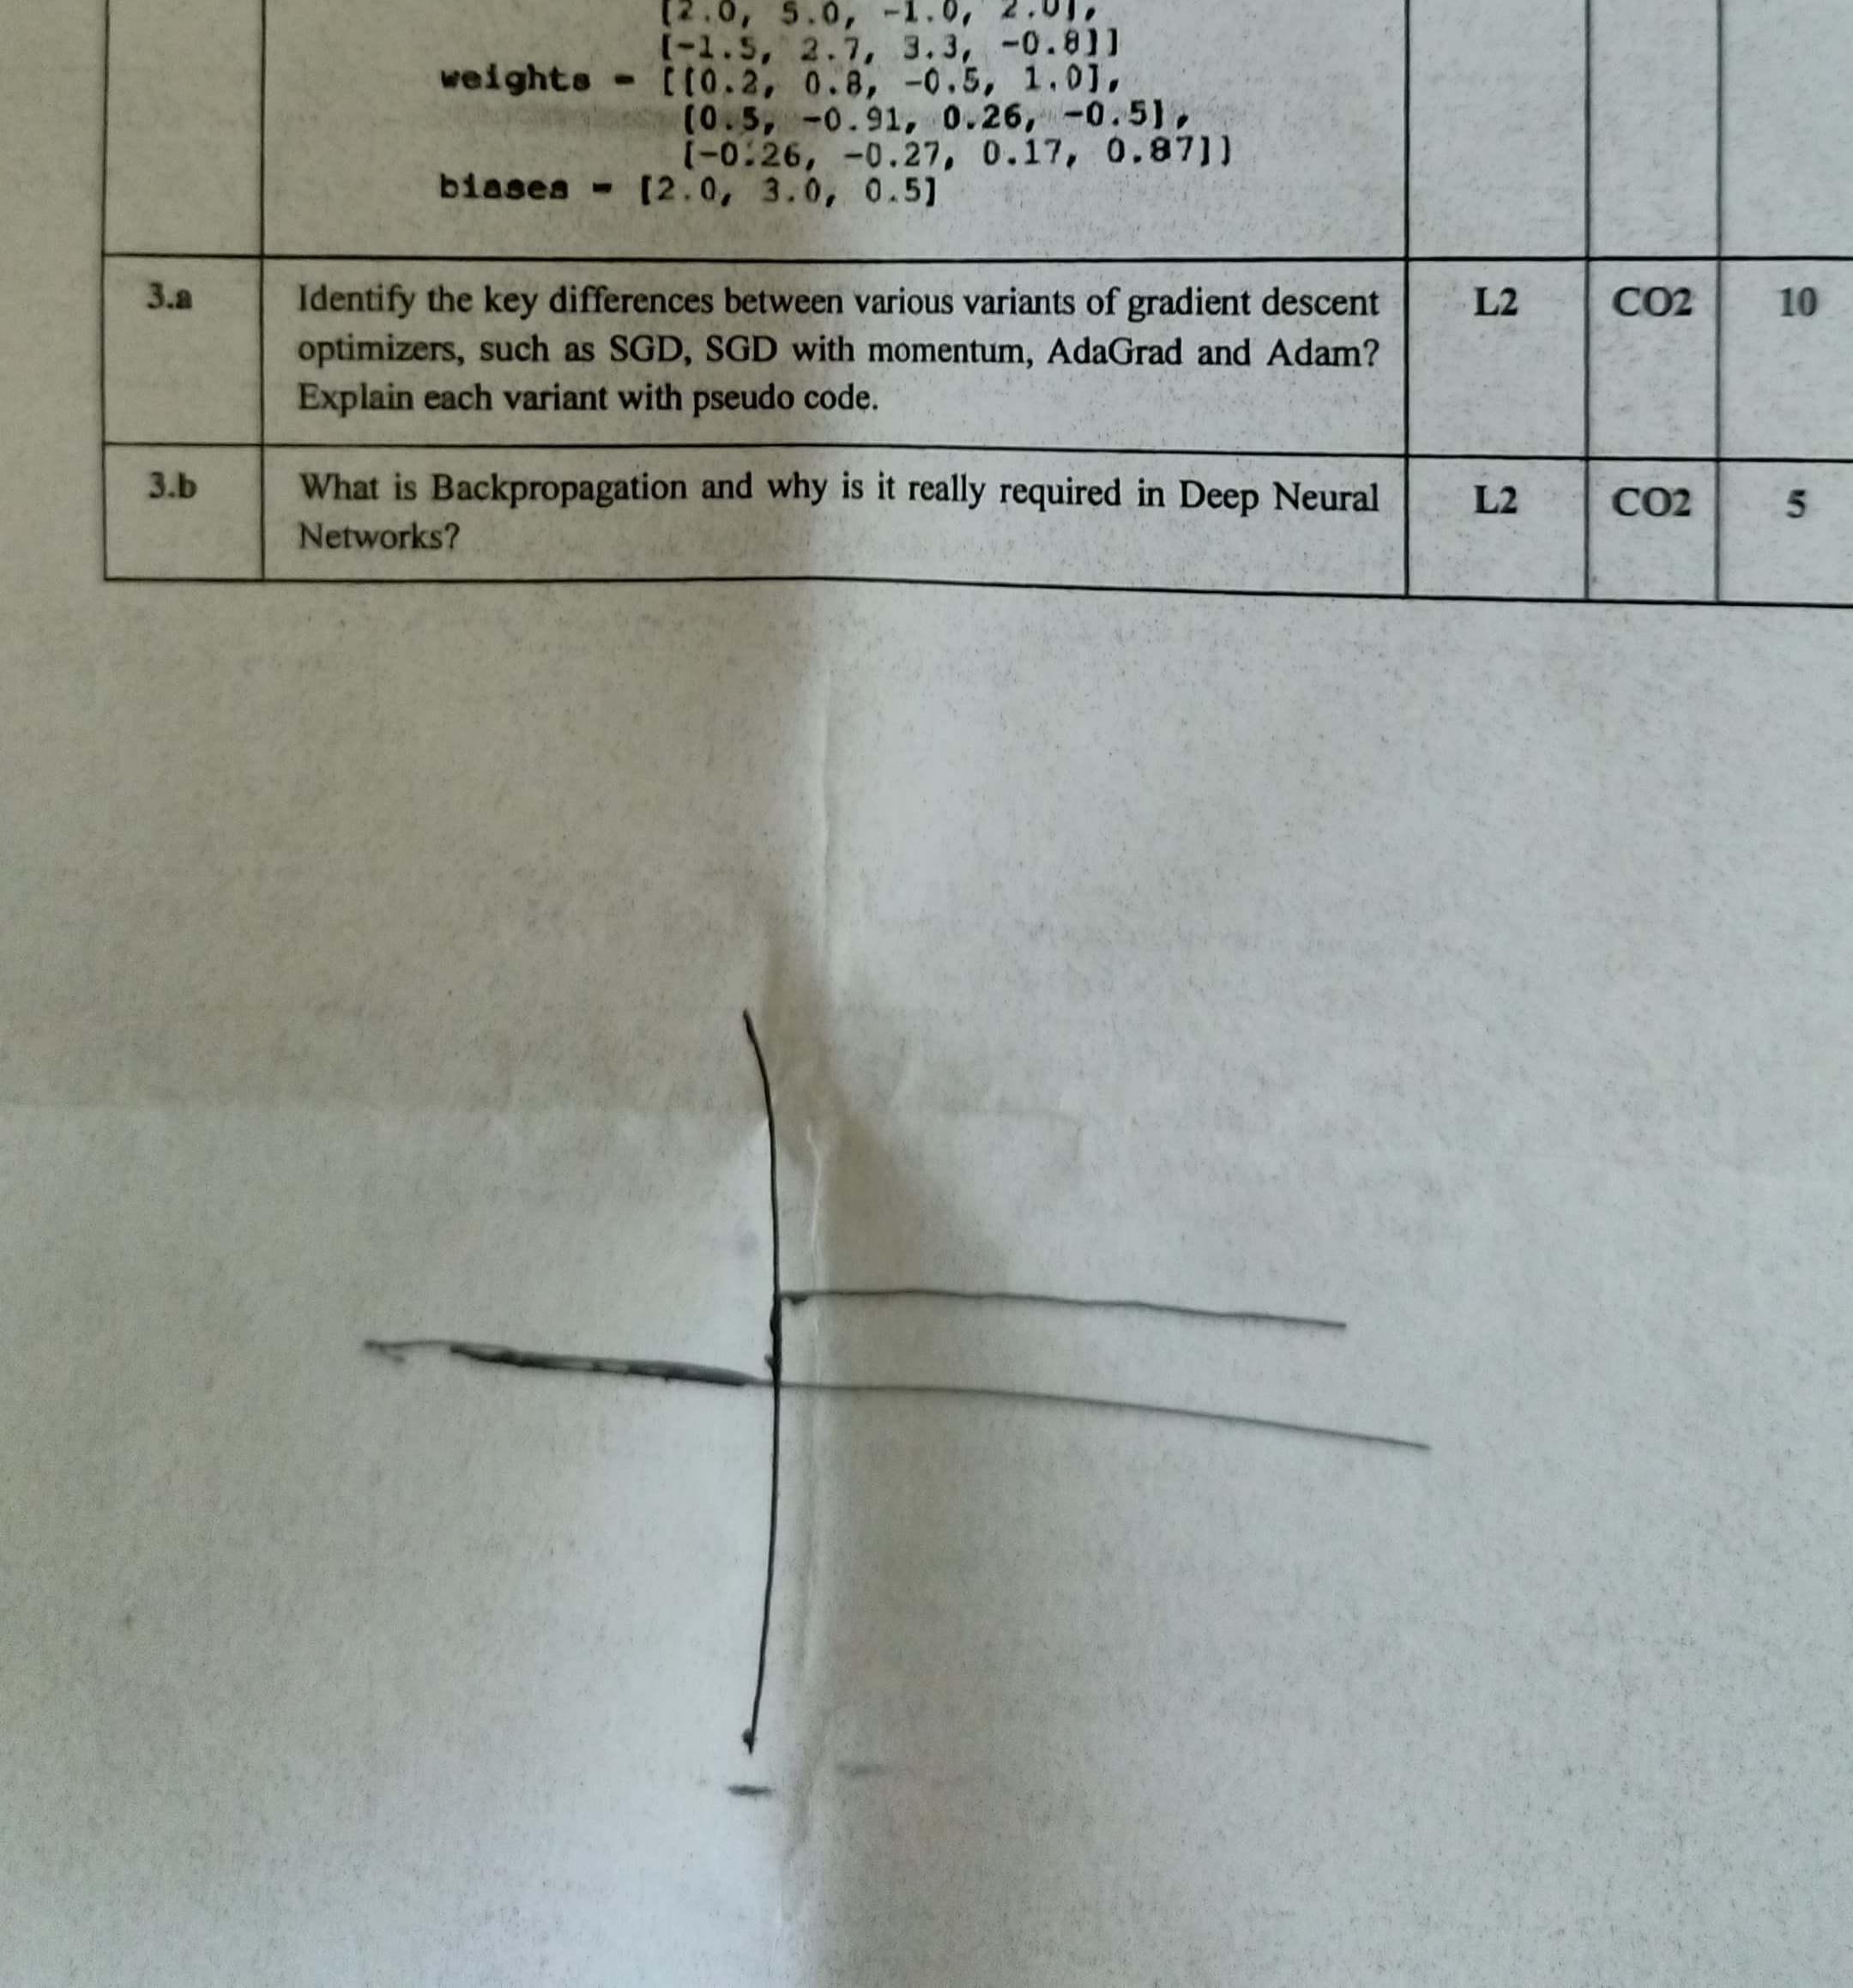 [2.0, 5.0, -1.0, 2.0],
[-1.5, 2.7, 3.3, -0.8]]
weights = [[0.2, 0.8, -0.5, 1.0],
[0.5, -0.91, 0.26, -0.5],
[-0.26, -0.27, 0.17, 0.87]]
biases = [2.0, 3.0, 0.5]
3.a Identify the key differences between various variants of gradient descent L2 CO2 10
optimizers, such as SGD, SGD with momentum, AdaGrad and Adam?
Explain each variant with pseudo code.
3.b What is Backpropagation and why is it really required in Deep Neural L2 CO2 5
Networks?